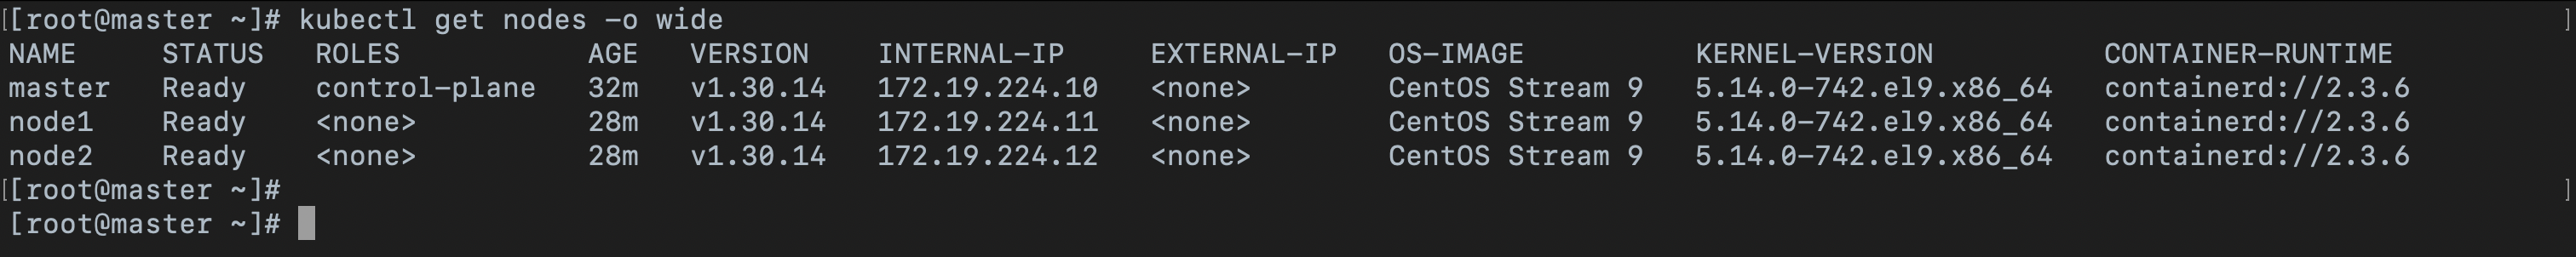 [[root@master ~]# kubectl get nodes -o wide ]
NAME     STATUS   ROLES           AGE   VERSION    INTERNAL-IP     EXTERNAL-IP   OS-IMAGE          KERNEL-VERSION          CONTAINER-RUNTIME
master   Ready    control-plane   32m   v1.30.14   172.19.224.10   <none>        CentOS Stream 9   5.14.0-742.el9.x86_64   containerd://2.3.6
node1    Ready    <none>          28m   v1.30.14   172.19.224.11   <none>        CentOS Stream 9   5.14.0-742.el9.x86_64   containerd://2.3.6
node2    Ready    <none>          28m   v1.30.14   172.19.224.12   <none>        CentOS Stream 9   5.14.0-742.el9.x86_64   containerd://2.3.6
[[root@master ~]# ]
[root@master ~]#